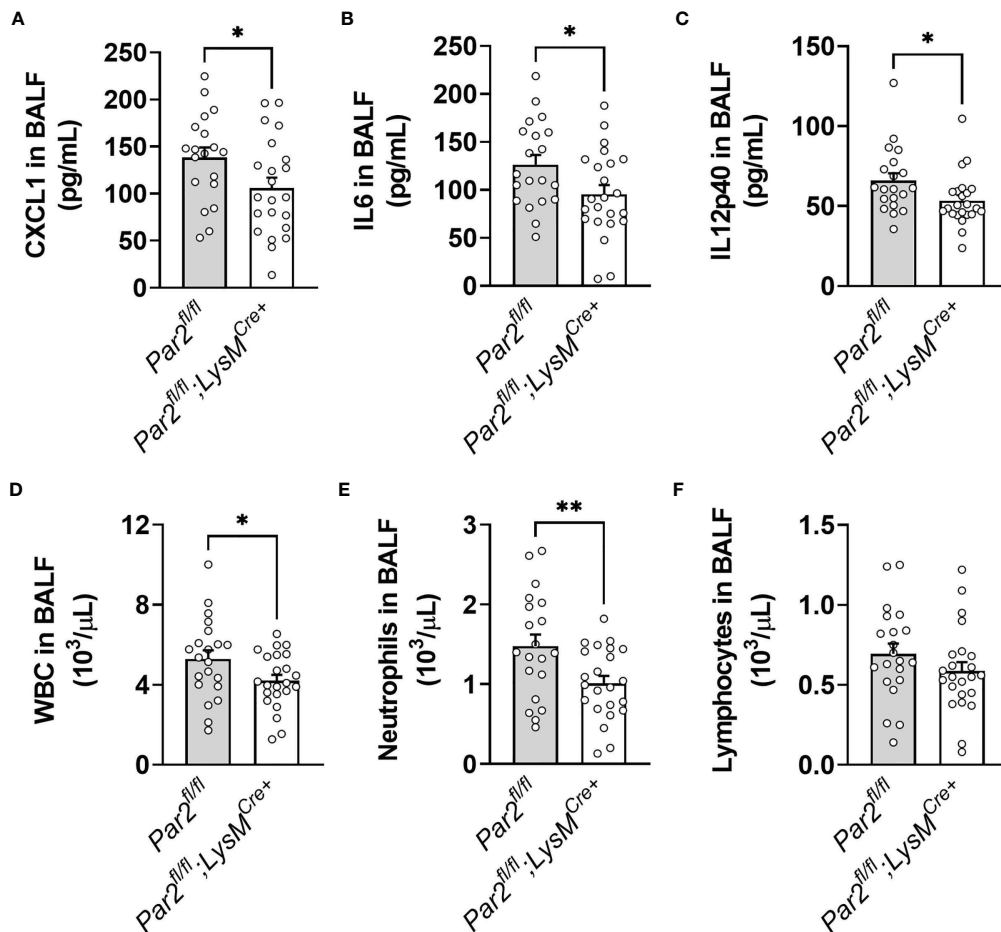 A
CXCL1 in BALF
(pg/mL)
250
200
150
100
50
0
*
Par2fl/fl
Par2fl/fl;LysMCre+
B
IL6 in BALF
(pg/mL)
250
200
150
100
50
0
*
Par2fl/fl
Par2fl/fl;LysMCre+
C
IL12p40 in BALF
(pg/mL)
150
100
50
0
*
Par2fl/fl
Par2fl/fl;LysMCre+
D
WBC in BALF
(10³/μL)
12
8
4
0
*
Par2fl/fl
Par2fl/fl;LysMCre+
E
Neutrophils in BALF
(10³/μL)
3
2
1
0
**
Par2fl/fl
Par2fl/fl;LysMCre+
F
Lymphocytes in BALF
(10³/μL)
1.5
1.0
0.5
0.0
Par2fl/fl
Par2fl/fl;LysMCre+